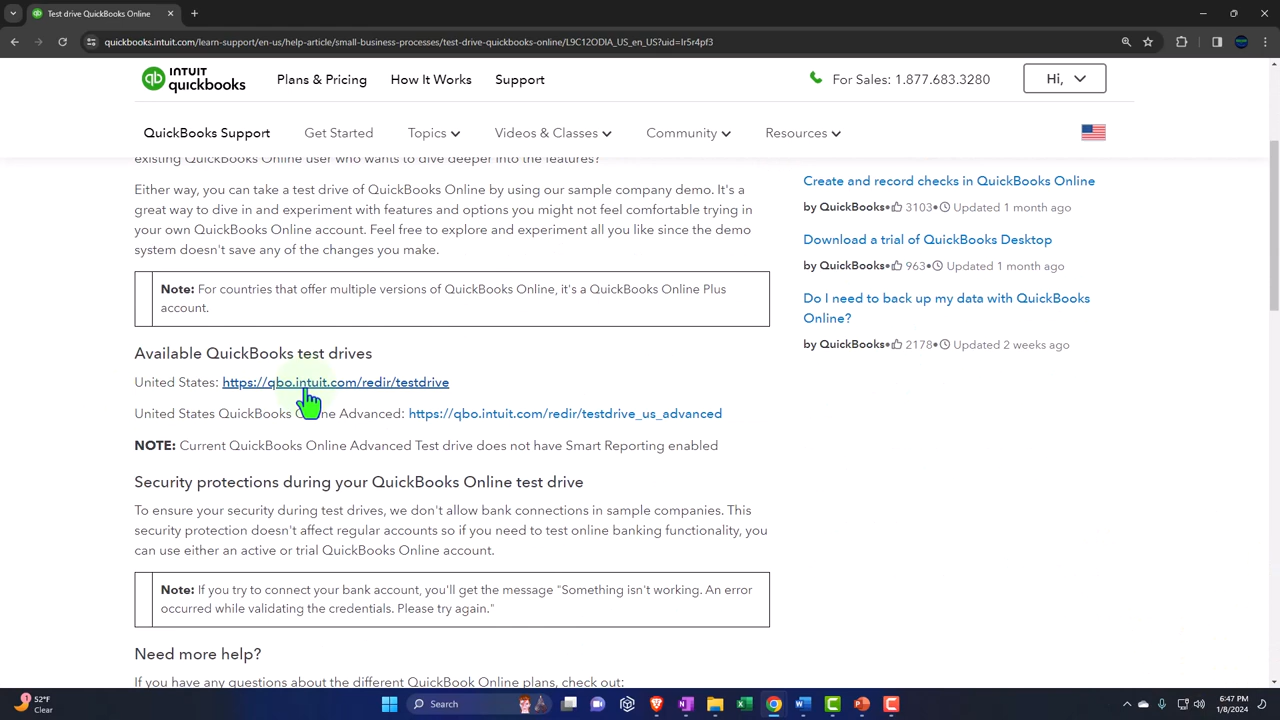 Test drive QuickBooks Online
quickbooks.intuit.com/learn-support/en-us/help-article/small-business-processes/test-drive-quickbooks-online/L9C12ODIA_US_en_US?uid=lr5r4pf3
INTUIT
quickbooks
Plans & Pricing
How It Works
Support
For Sales: 1.877.683.3280
Hi,
QuickBooks Support
Get Started
Topics
Videos & Classes
Community
Resources
existing QuickBooks Online user who wants to dive deeper into the features?
Either way, you can take a test drive of QuickBooks Online by using our sample company demo. It's a
great way to dive in and experiment with features and options you might not feel comfortable trying in
your own QuickBooks Online account. Feel free to explore and experiment all you like since the demo
system doesn't save any of the changes you make.
Note: For countries that offer multiple versions of QuickBooks Online, it's a QuickBooks Online Plus
account.
Available QuickBooks test drives
United States: https://qbo.intuit.com/redir/testdrive
United States QuickBooks Online Advanced: https://qbo.intuit.com/redir/testdrive_us_advanced
NOTE: Current QuickBooks Online Advanced Test drive does not have Smart Reporting enabled
Security protections during your QuickBooks Online test drive
To ensure your security during test drives, we don't allow bank connections in sample companies. This
security protection doesn't affect regular accounts so if you need to test online banking functionality, you
can use either an active or trial QuickBooks Online account.
Note: If you try to connect your bank account, you'll get the message "Something isn't working. An error
occurred while validating the credentials. Please try again."
Need more help?
If you have any questions about the different QuickBook Online plans, check out:
Create and record checks in QuickBooks Online
by QuickBooks• 3103• Updated 1 month ago
Download a trial of QuickBooks Desktop
by QuickBooks• 963• Updated 1 month ago
Do I need to back up my data with QuickBooks
Online?
by QuickBooks• 2178• Updated 2 weeks ago
1
52°F
Clear
Search
6:47 PM
1/8/2024